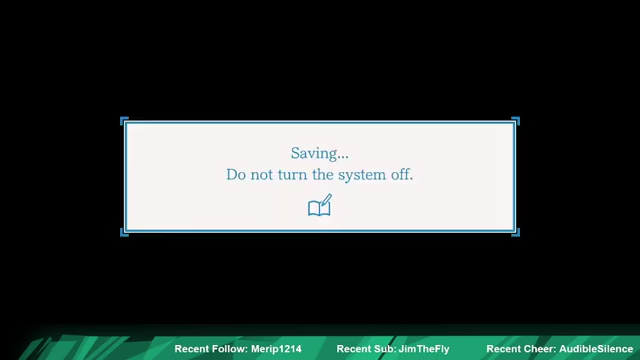 Saving...
Do not turn the system off.
Recent Follow: Merip1214 Recent Sub: JimTheFly Recent Cheer: AudibleSilence